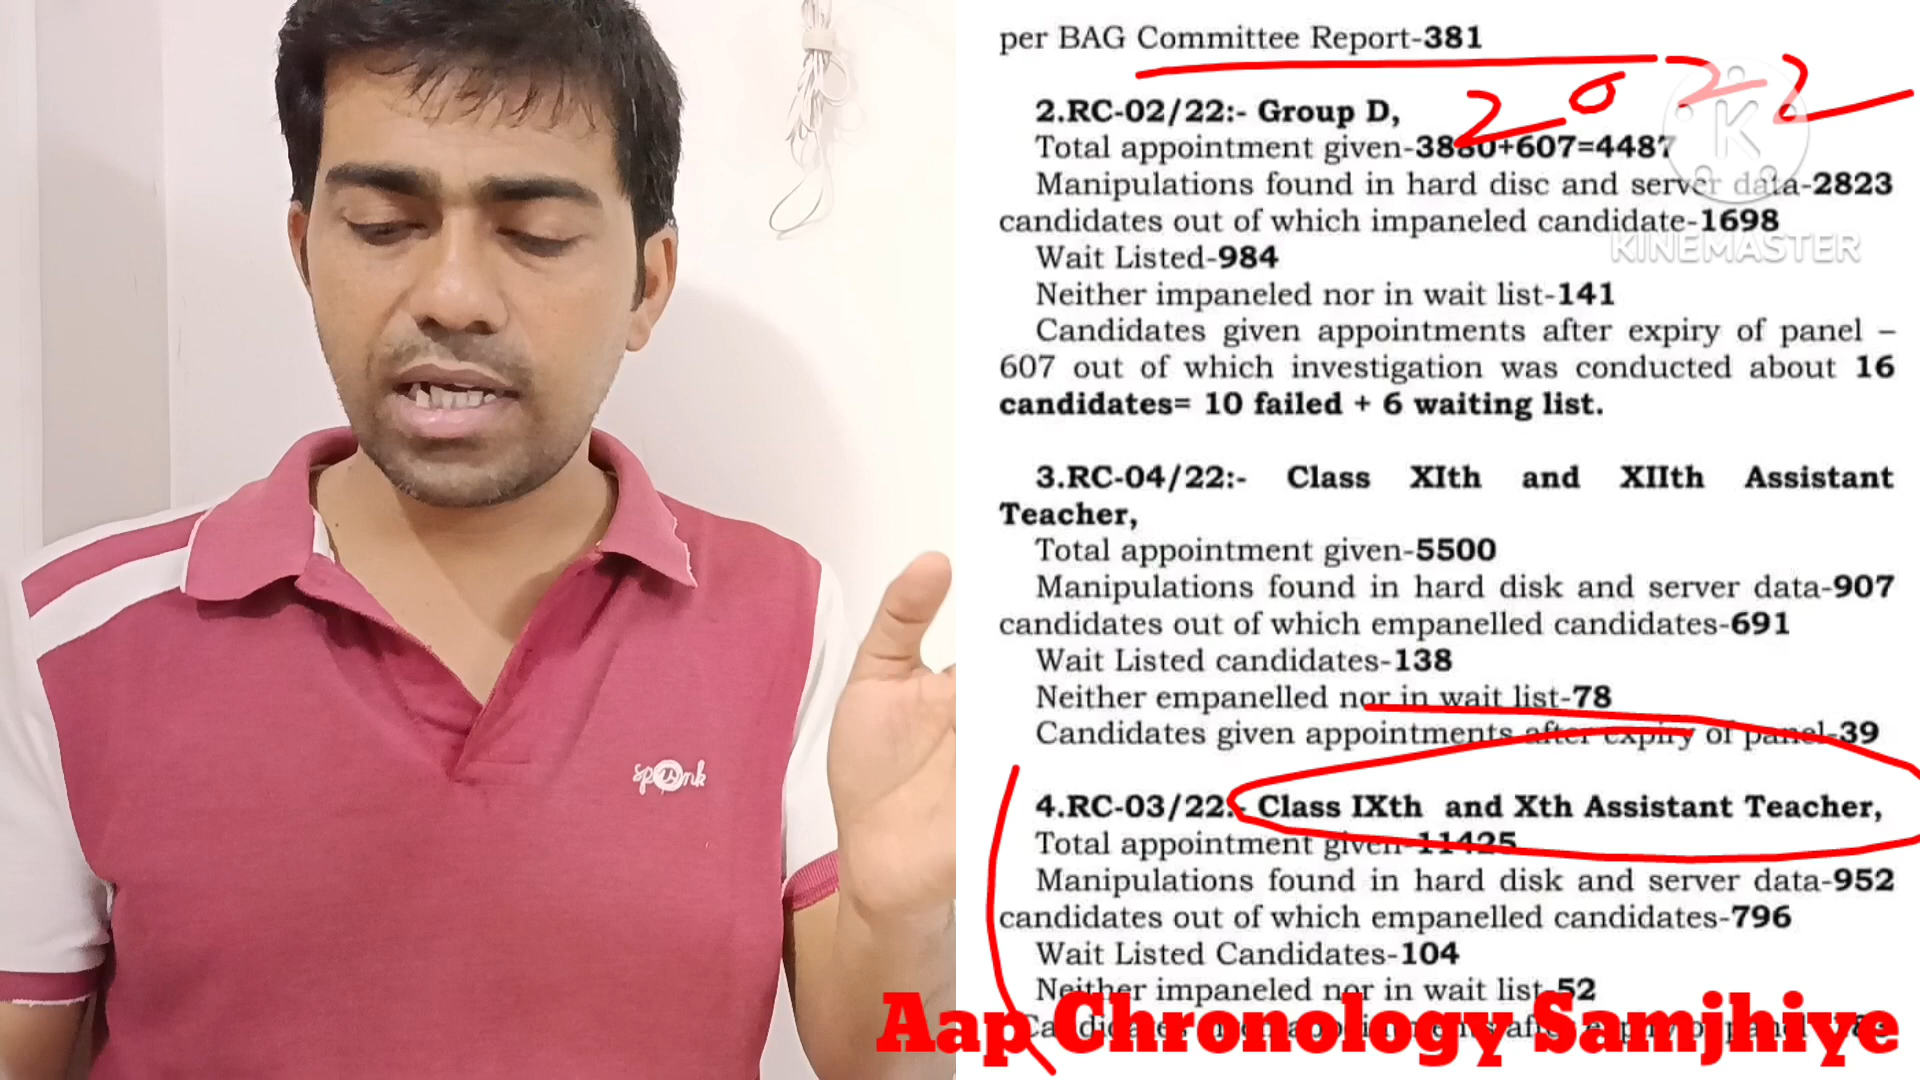 per BAG Committee Report-381
2022
2.RC-02/22:- Group D,
Total appointment given-3880+607=4487
Manipulations found in hard disc and server data-2823
candidates out of which impaneled candidate-1698
KINEMASTER
Wait Listed-984
Neither impaneled nor in wait list-141
Candidates given appointments after expiry of panel –
607 out of which investigation was conducted about 16
candidates= 10 failed + 6 waiting list.
3.RC-04/22:- Class XIth and XIIth Assistant
Teacher,
Total appointment given-5500
Manipulations found in hard disk and server data-907
candidates out of which empanelled candidates-691
Wait Listed candidates-138
Neither empanelled nor in wait list-78
Candidates given appointments after expiry of panel-39
spunk
4.RC-03/22:- Class IXth and Xth Assistant Teacher,
Total appointment given-11425
Manipulations found in hard disk and server data-952
candidates out of which empanelled candidates-796
Wait Listed Candidates-104
Neither impaneled nor in wait list-52
Aap Chronology Samjhiye